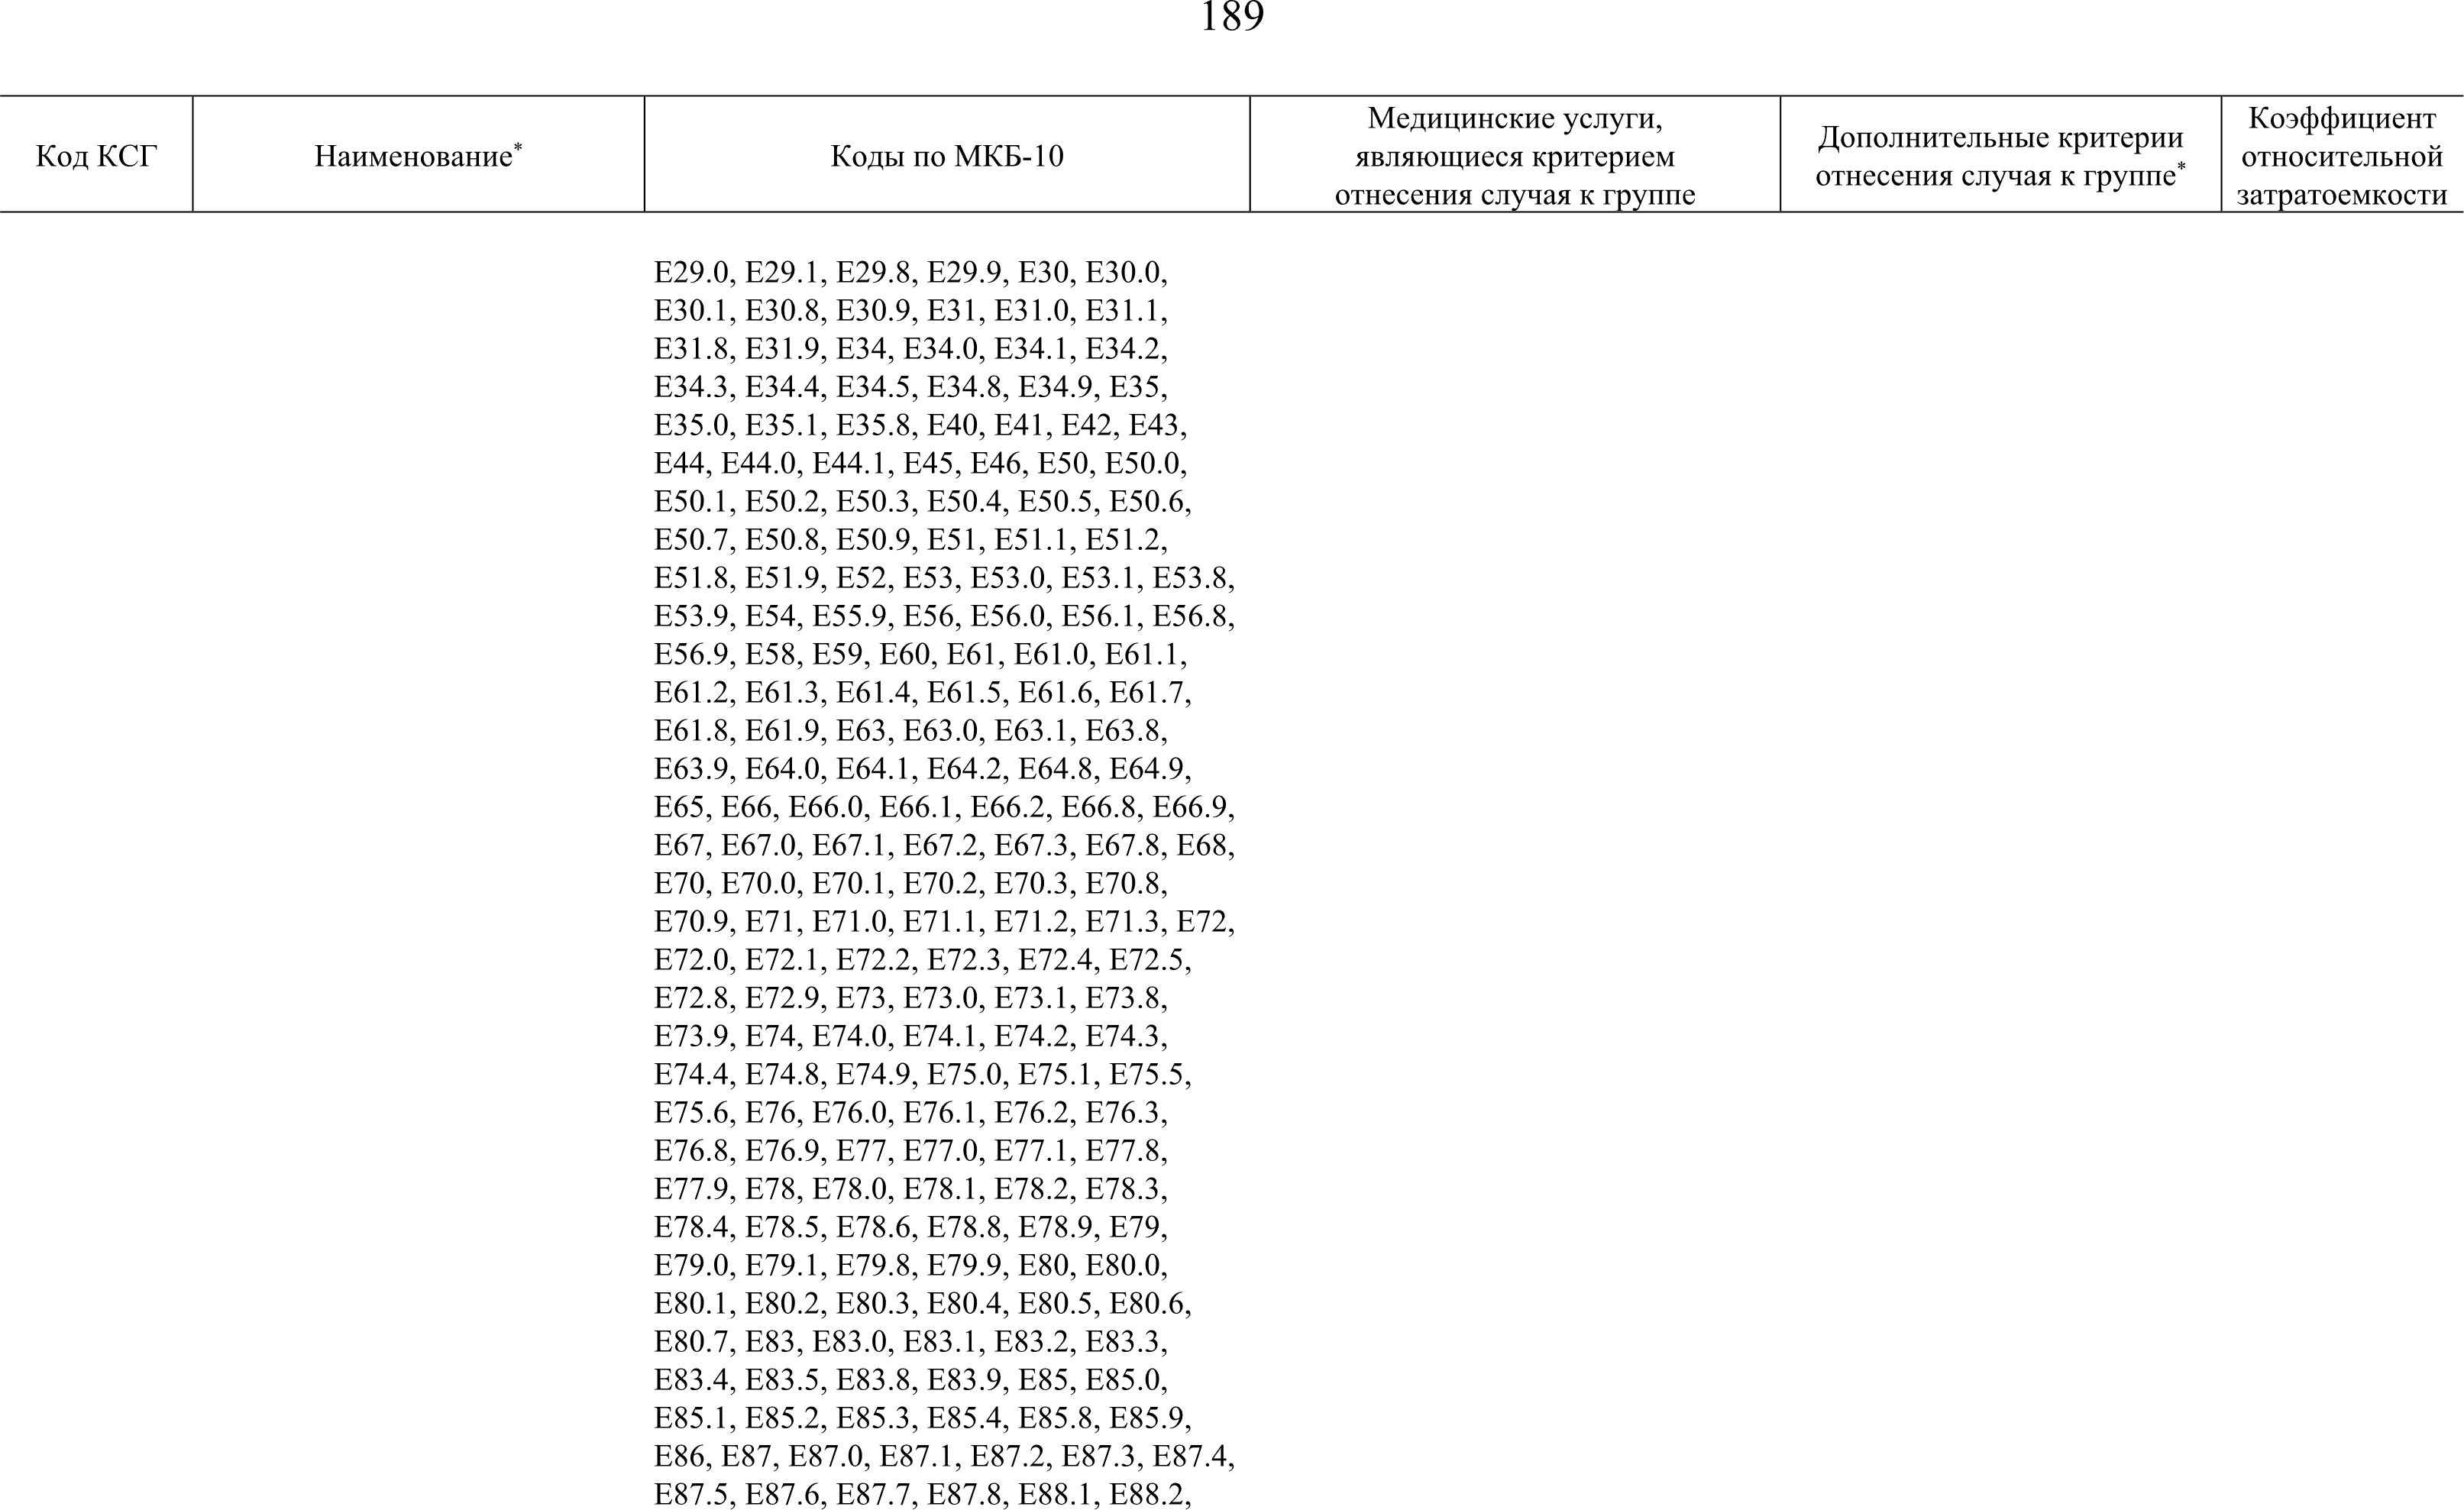 189
Код КСГ
Наименование*
Коды по МКБ-10
Медицинские услуги,
являющиеся критерием
отнесения случая к группе
Дополнительные критерии
отнесения случая к группе*
Коэффициент
относительной
затратоемкости
E29.0, E29.1, E29.8, E29.9, E30, E30.0,
E30.1, E30.8, E30.9, E31, E31.0, E31.1,
E31.8, E31.9, E34, E34.0, E34.1, E34.2,
E34.3, E34.4, E34.5, E34.8, E34.9, E35,
E35.0, E35.1, E35.8, E40, E41, E42, E43,
E44, E44.0, E44.1, E45, E46, E50, E50.0,
E50.1, E50.2, E50.3, E50.4, E50.5, E50.6,
E50.7, E50.8, E50.9, E51, E51.1, E51.2,
E51.8, E51.9, E52, E53, E53.0, E53.1, E53.8,
E53.9, E54, E55.9, E56, E56.0, E56.1, E56.8,
E56.9, E58, E59, E60, E61, E61.0, E61.1,
E61.2, E61.3, E61.4, E61.5, E61.6, E61.7,
E61.8, E61.9, E63, E63.0, E63.1, E63.8,
E63.9, E64.0, E64.1, E64.2, E64.8, E64.9,
E65, E66, E66.0, E66.1, E66.2, E66.8, E66.9,
E67, E67.0, E67.1, E67.2, E67.3, E67.8, E68,
E70, E70.0, E70.1, E70.2, E70.3, E70.8,
E70.9, E71, E71.0, E71.1, E71.2, E71.3, E72,
E72.0, E72.1, E72.2, E72.3, E72.4, E72.5,
E72.8, E72.9, E73, E73.0, E73.1, E73.8,
E73.9, E74, E74.0, E74.1, E74.2, E74.3,
E74.4, E74.8, E74.9, E75.0, E75.1, E75.5,
E75.6, E76, E76.0, E76.1, E76.2, E76.3,
E76.8, E76.9, E77, E77.0, E77.1, E77.8,
E77.9, E78, E78.0, E78.1, E78.2, E78.3,
E78.4, E78.5, E78.6, E78.8, E78.9, E79,
E79.0, E79.1, E79.8, E79.9, E80, E80.0,
E80.1, E80.2, E80.3, E80.4, E80.5, E80.6,
E80.7, E83, E83.0, E83.1, E83.2, E83.3,
E83.4, E83.5, E83.8, E83.9, E85, E85.0,
E85.1, E85.2, E85.3, E85.4, E85.8, E85.9,
E86, E87, E87.0, E87.1, E87.2, E87.3, E87.4,
E87.5, E87.6, E87.7, E87.8, E88.1, E88.2,